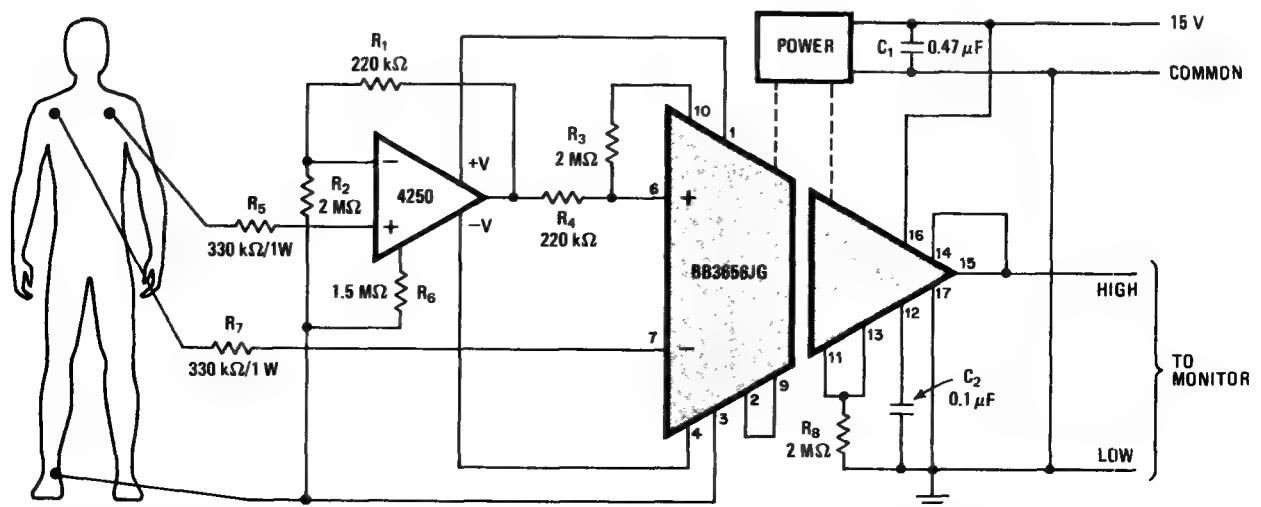 R1
220 kΩ
R2
2 MΩ
−
+
4250
+V
−V
R5
330 kΩ/1W
1.5 MΩ
R6
R7
330 kΩ/1 W
R3
2 MΩ
R4
220 kΩ
10
1
6
+
BB3656JG
7
−
4
3
2
9
POWER
C1
0.47 μF
15 V
COMMON
16
14
15
17
12
13
11
R8
2 MΩ
C2
0.1 μF
HIGH
LOW
TO
MONITOR